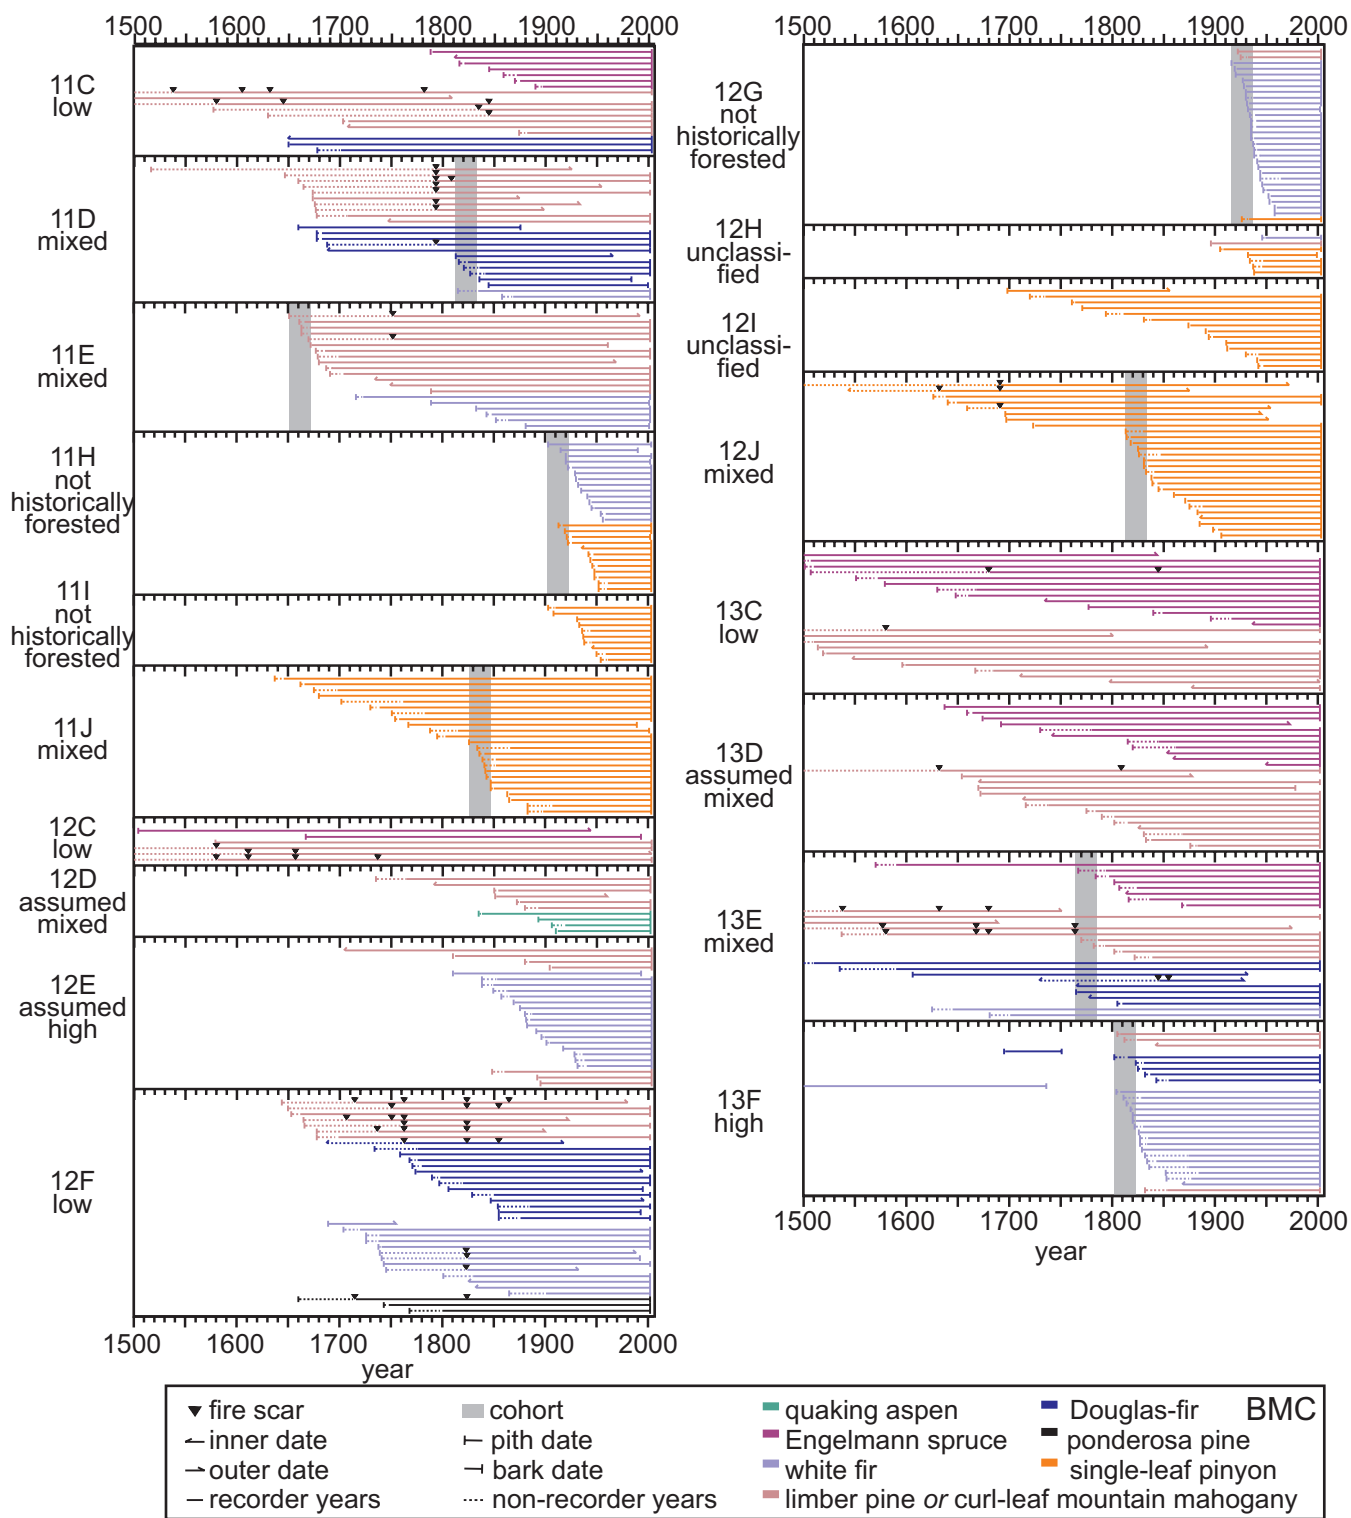 1500 1600 1700 1800 1900 2000
11C
low
11D
mixed
11E
mixed
11H
not
historically
forested
11I
not
historically
forested
11J
mixed
12C
low
12D
assumed
mixed
12E
assumed
high
12F
low
1500 1600 1700 1800 1900 2000
year
1500 1600 1700 1800 1900 2000
12G
not
historically
forested
12H
unclassi-
fied
12I
unclassi-
fied
12J
mixed
13C
low
13D
assumed
mixed
13E
mixed
13F
high
1500 1600 1700 1800 1900 2000
year
fire scar
inner date
outer date
recorder years
cohort
pith date
bark date
non-recorder years
quaking aspen
Engelmann spruce
white fir
limber pine or curl-leaf mountain mahogany
Douglas-fir
ponderosa pine
single-leaf pinyon
BMC